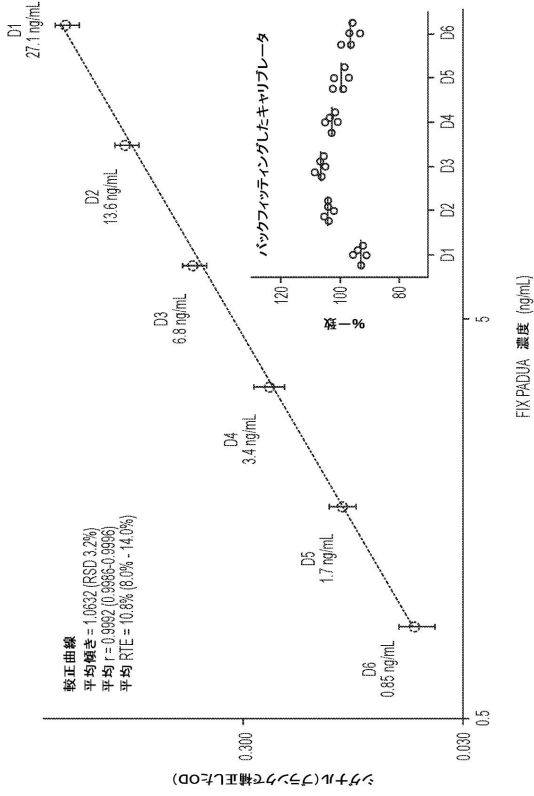 較正曲線
平均傾き = 1.0632 (RSD 3.2%)
平均 r = 0.9992 (0.9986-0.9996)
平均 RTE = 10.8% (8.0% - 14.0%)
D1
27.1 ng/mL
D2
13.6 ng/mL
D3
6.8 ng/mL
D4
3.4 ng/mL
D5
1.7 ng/mL
D6
0.85 ng/mL
シグナル(ブランクで補正したOD)
0.300
0.030
0.5
5
FIX PADUA 濃度 (ng/mL)
バックフィッティングしたキャリブレータ
%一致
120
100
80
D1
D2
D3
D4
D5
D6